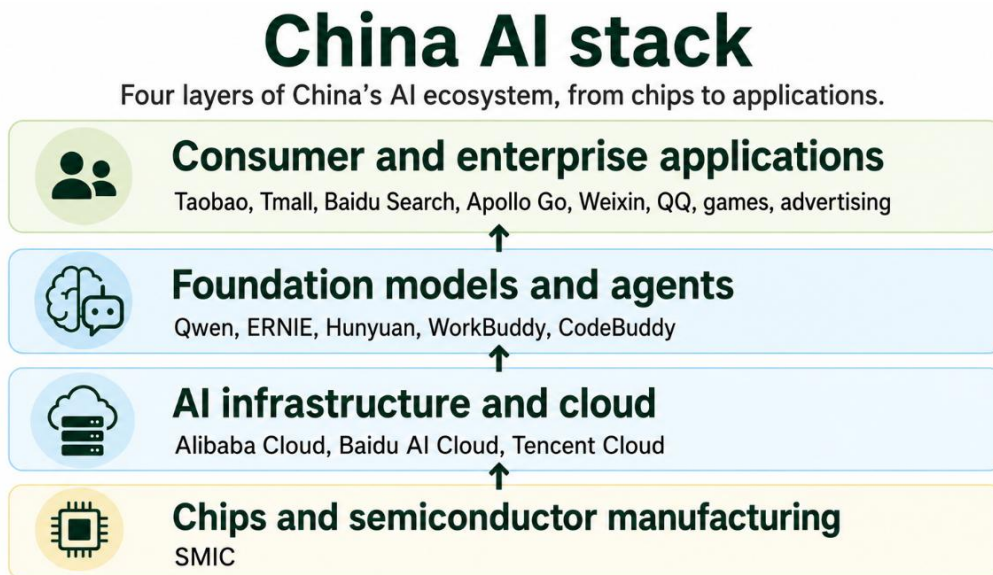 China AI stack
Four layers of China's AI ecosystem, from chips to applications.
Consumer and enterprise applications
Taobao, Tmall, Baidu Search, Apollo Go, Weixin, QQ, games, advertising
Foundation models and agents
Qwen, ERNIE, Hunyuan, WorkBuddy, CodeBuddy
AI infrastructure and cloud
Alibaba Cloud, Baidu AI Cloud, Tencent Cloud
Chips and semiconductor manufacturing
SMIC